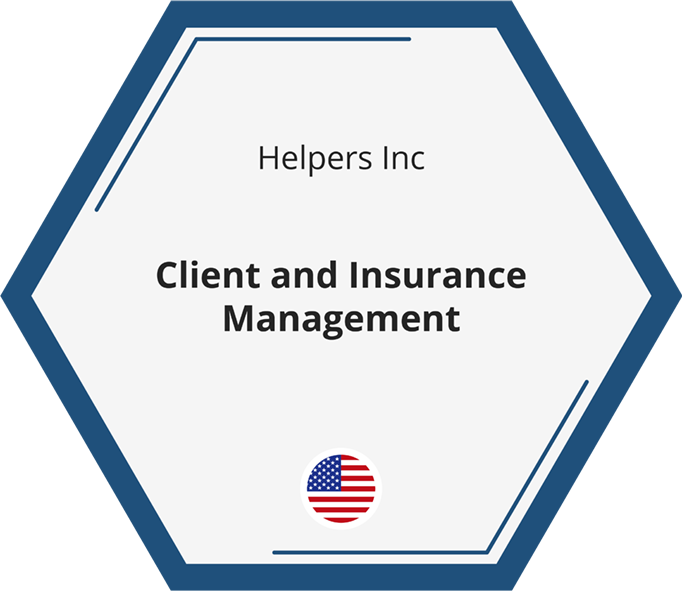 Helpers Inc
Client and Insurance
Management